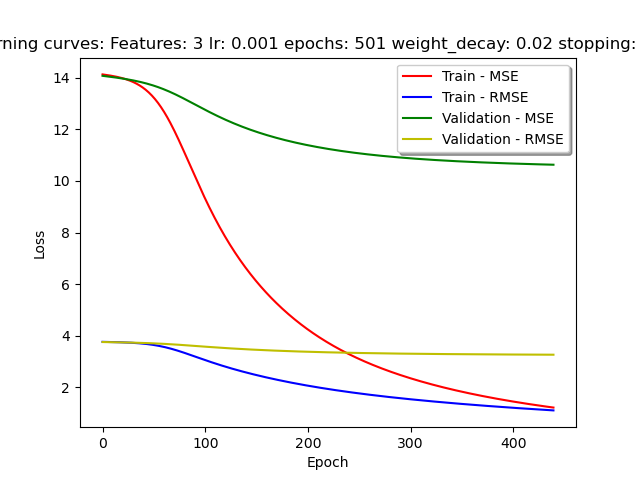 rning curves: Features: 3 lr: 0.001 epochs: 501 weight_decay: 0.02 stopping:
Train - MSE
Train - RMSE
Validation - MSE
Validation - RMSE
14
12
10
8
6
4
2
Loss
0 100 200 300 400
Epoch